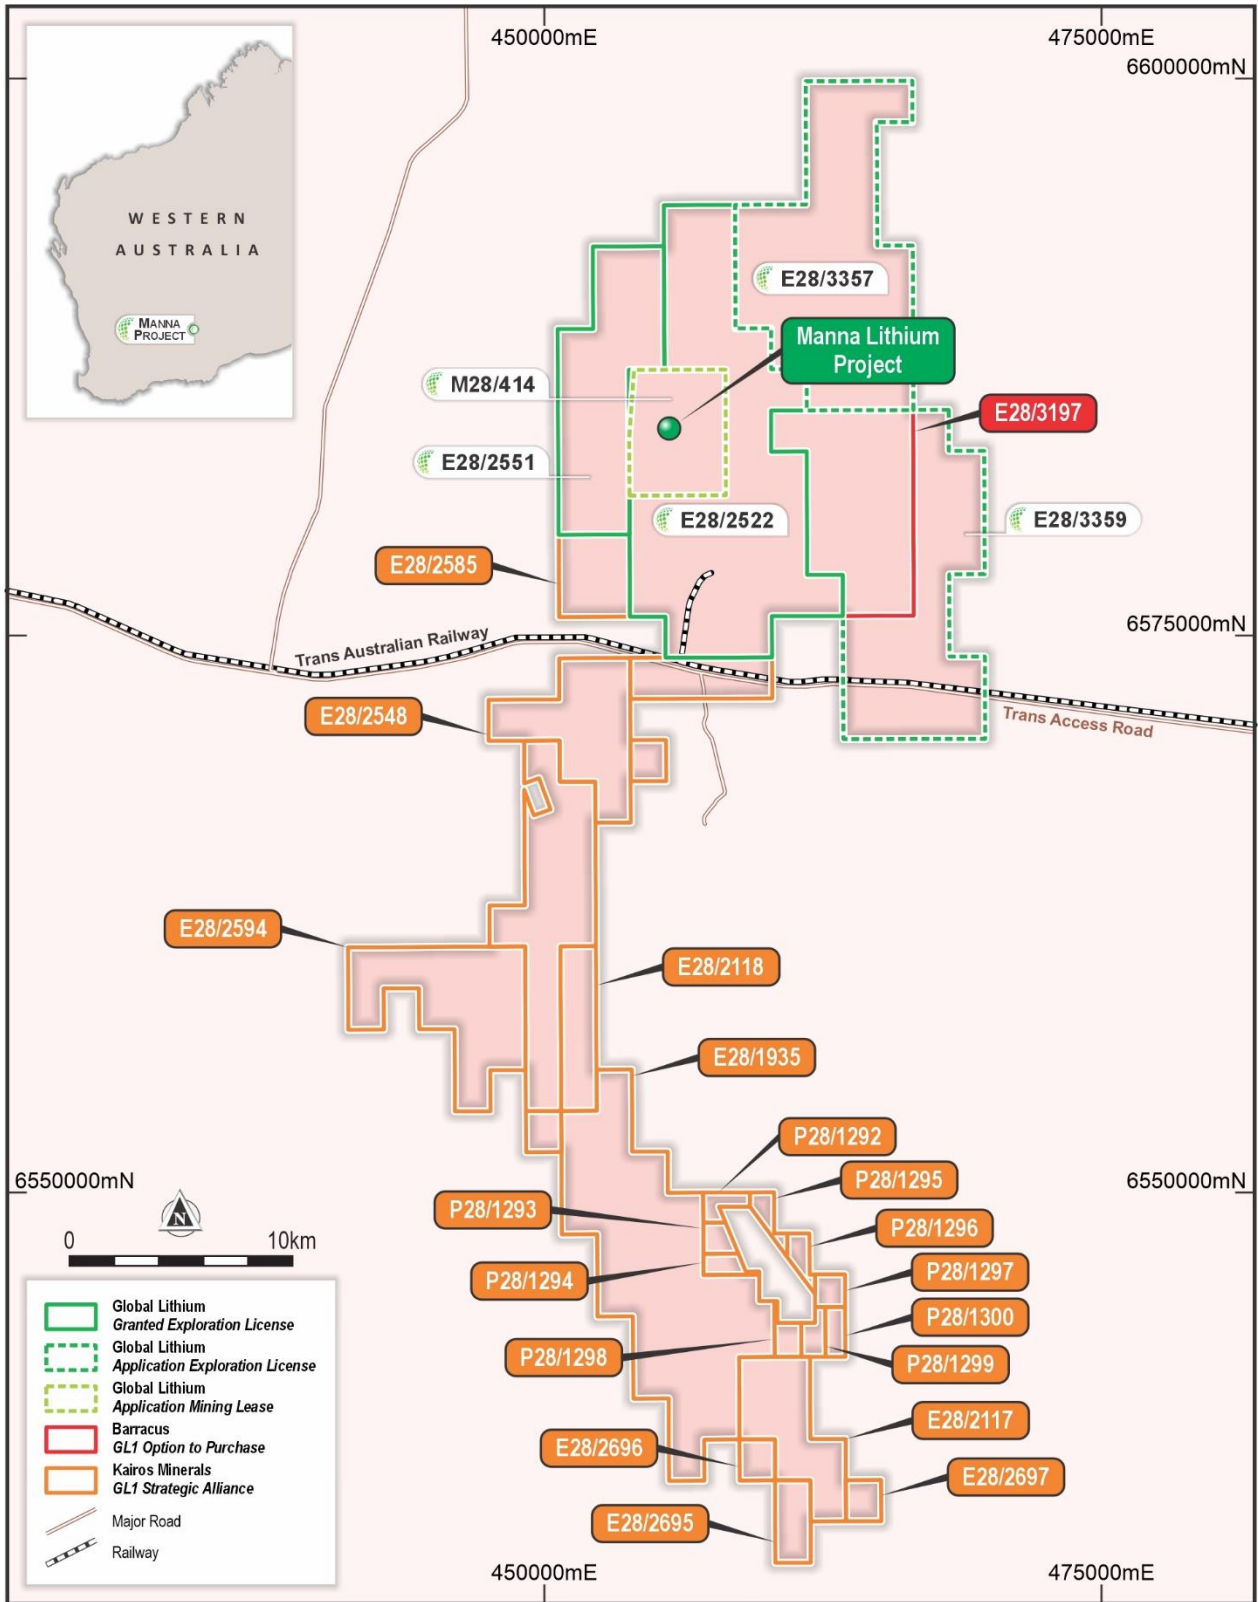 450000mE
475000mE
6600000mN
WESTERN
AUSTRALIA
MANNA
PROJECT
E28/3357
Manna Lithium
Project
M28/414
E28/3197
E28/2551
E28/2522
E28/3359
E28/2585
6575000mN
Trans Australian Railway
E28/2548
Trans Access Road
E28/2594
E28/2118
E28/1935
P28/1292
6550000mN
6550000mN
P28/1295
P28/1293
P28/1296
N
0
10km
P28/1294
P28/1297
P28/1300
P28/1298
P28/1299
E28/2117
E28/2696
E28/2697
E28/2695
Global Lithium
Granted Exploration License
Global Lithium
Application Exploration License
Global Lithium
Application Mining Lease
Barracus
GL1 Option to Purchase
Kairos Minerals
GL1 Strategic Alliance
Major Road
Railway
450000mE
475000mE